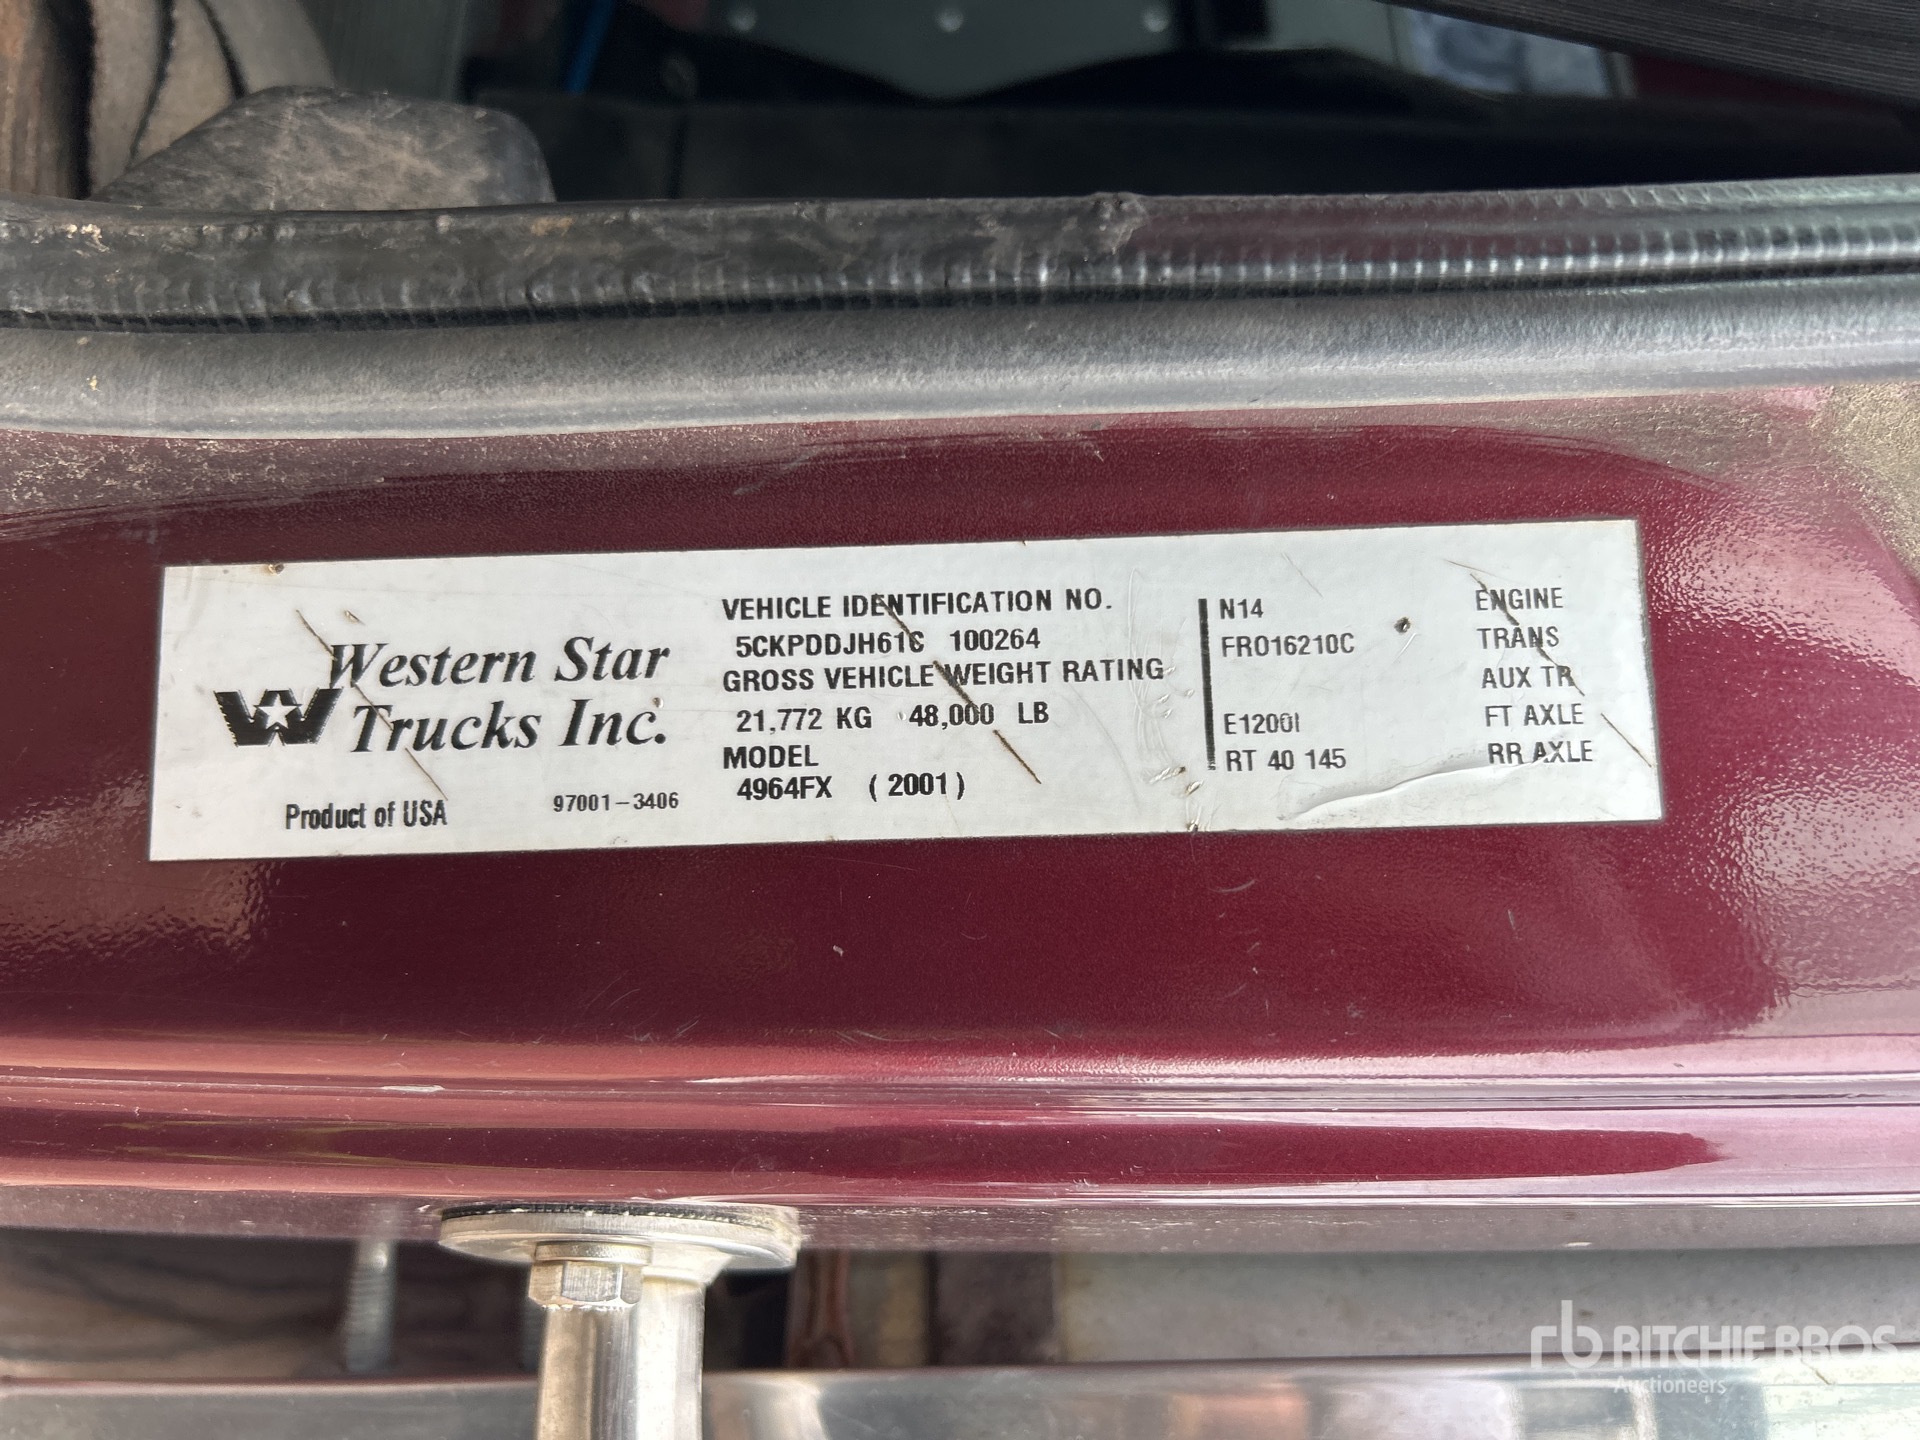 Western Star
Trucks Inc.
Product of USA
97001-3406
VEHICLE IDENTIFICATION NO.
5CKPDDJH61C 100264
GROSS VEHICLE WEIGHT RATING
21,772 KG 48,000 LB
MODEL
4964FX (2001)
N14 ENGINE
FRO16210C TRANS
AUX TR
E1200I FT AXLE
RT 40 145 RR AXLE
rb RITCHIE BROS
Auctioneers